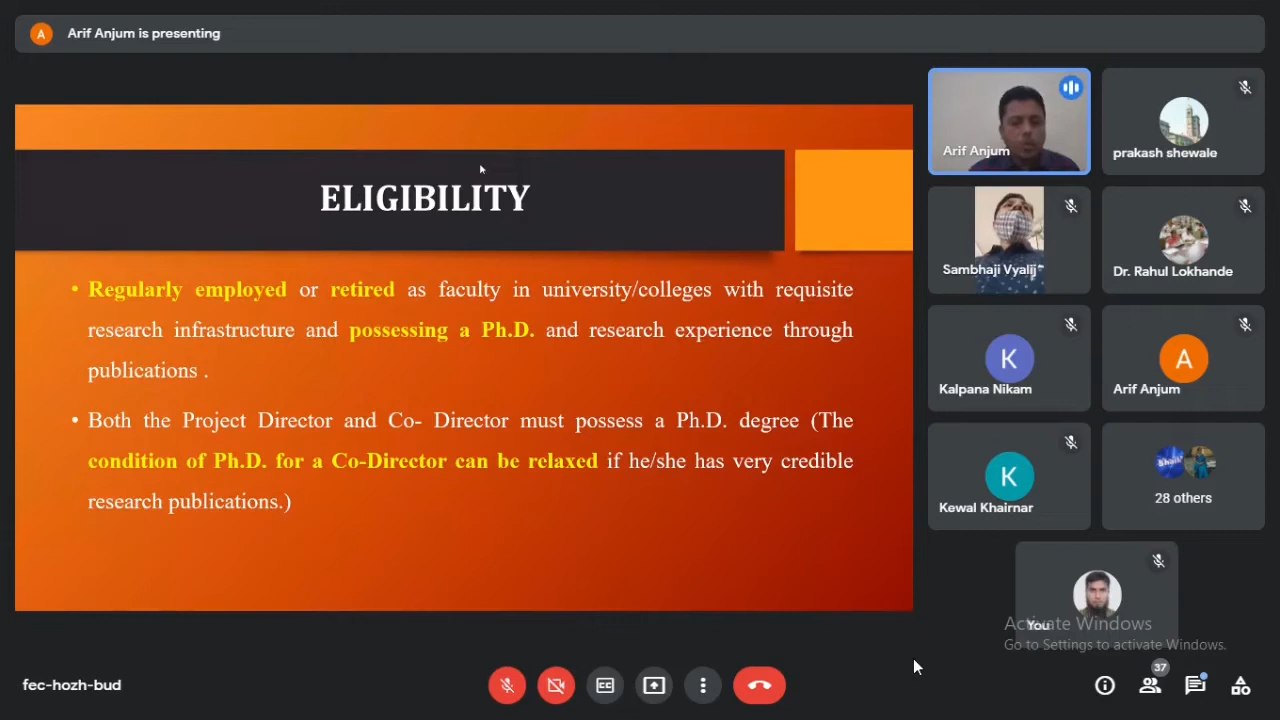 A Arif Anjum is presenting
ELIGIBILITY
• Regularly employed or retired as faculty in university/colleges with requisite
research infrastructure and possessing a Ph.D. and research experience through
publications .
• Both the Project Director and Co- Director must possess a Ph.D. degree (The
condition of Ph.D. for a Co-Director can be relaxed if he/she has very credible
research publications.)
Arif Anjum
prakash shewale
Sambhaji Vyalij
Dr. Rahul Lokhande
K
Kalpana Nikam
A
Arif Anjum
K
Kewal Khairnar
28 others
You
Activate Windows
Go to Settings to activate Windows.
fec-hozh-bud
CC
37